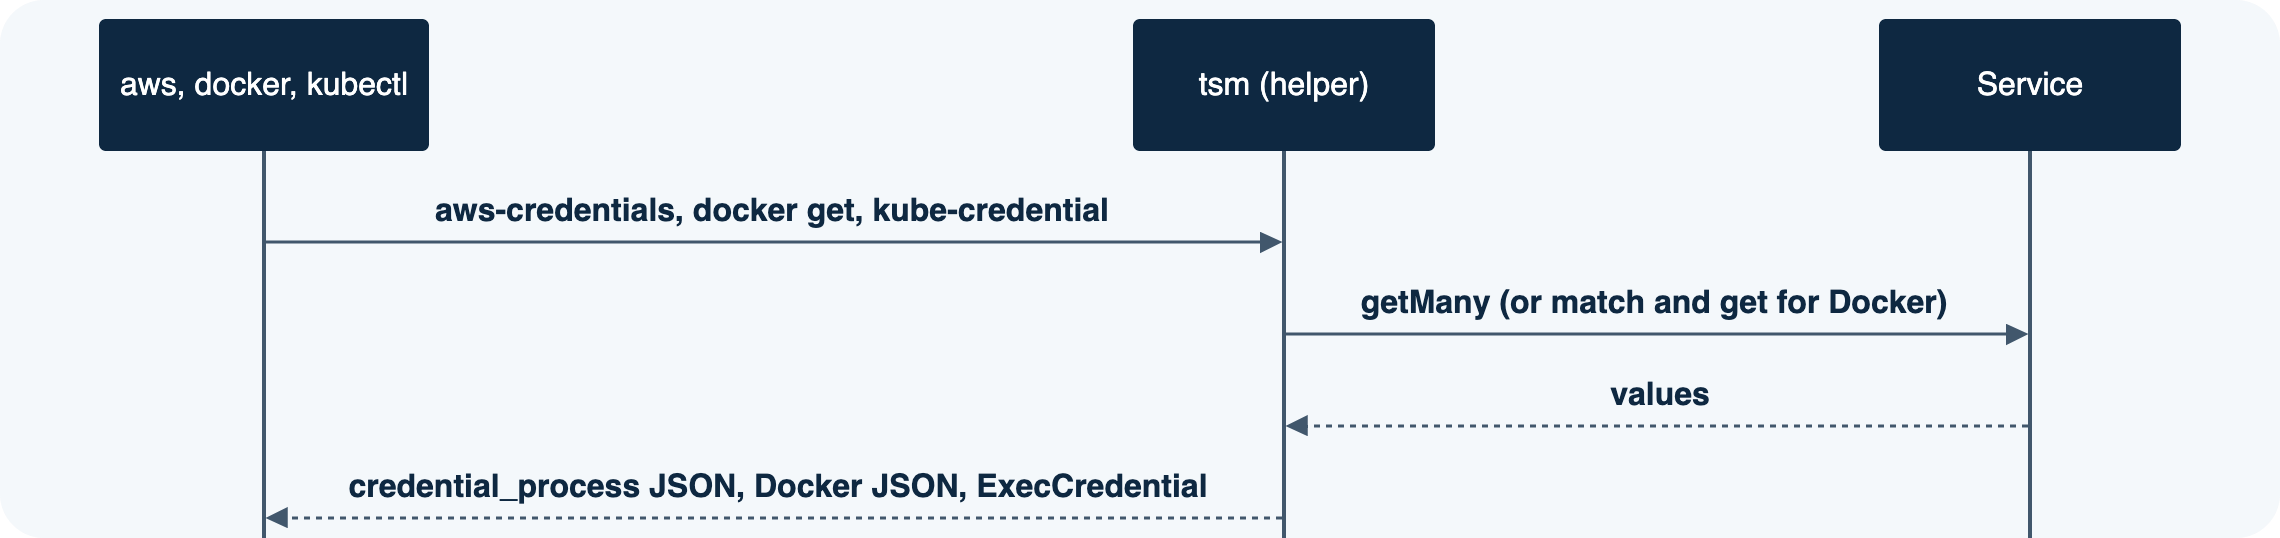 aws, docker, kubectl
tsm (helper)
Service
aws-credentials, docker get, kube-credential
getMany (or match and get for Docker)
values
credential_process JSON, Docker JSON, ExecCredential